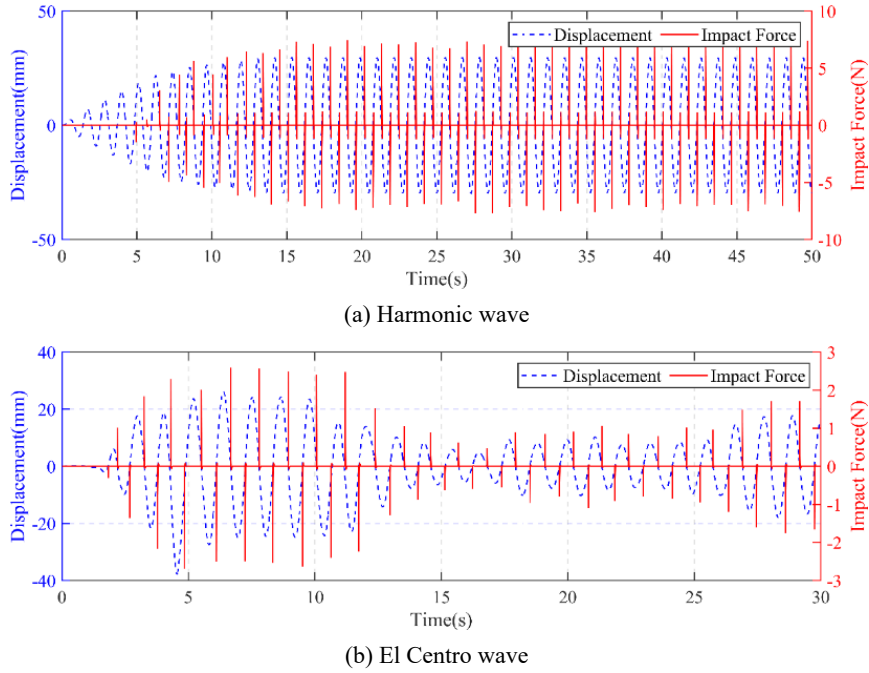 50
10
Displacement
Impact Force
5
Displacement(mm)
0
0
Impact Force(N)
-5
-50
-10
0 5 10 15 20 25 30 35 40 45 50
Time(s)
(a) Harmonic wave
40
3
Displacement
Impact Force
2
20
1
Displacement(mm)
0
0
Impact Force(N)
-1
-20
-2
-40
-3
0 5 10 15 20 25 30
Time(s)
(b) El Centro wave